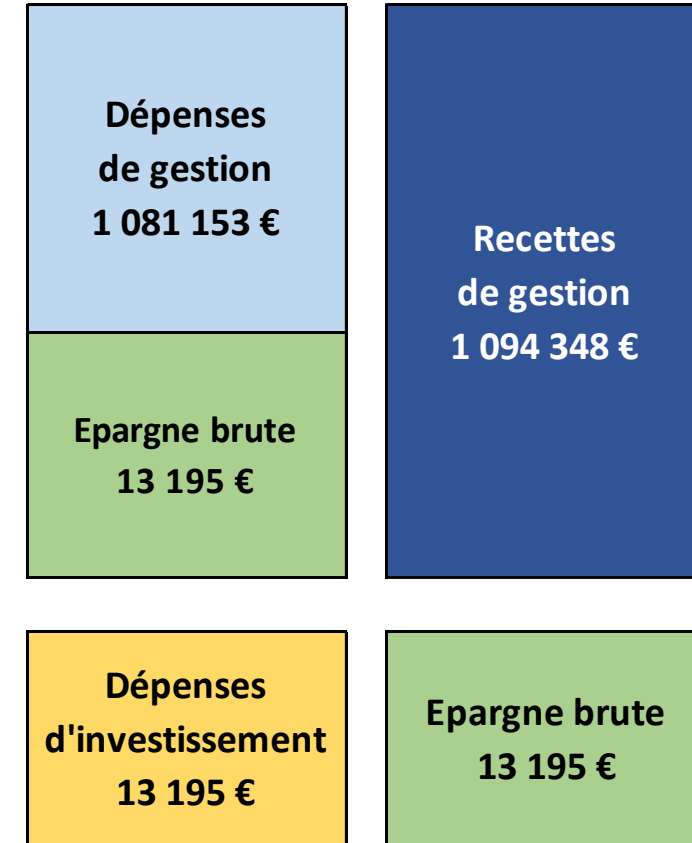 Dépenses
de gestion
1 081 153 €
Recettes
de gestion
1 094 348 €
Epargne brute
13 195 €
Dépenses
d'investissement
13 195 €
Epargne brute
13 195 €